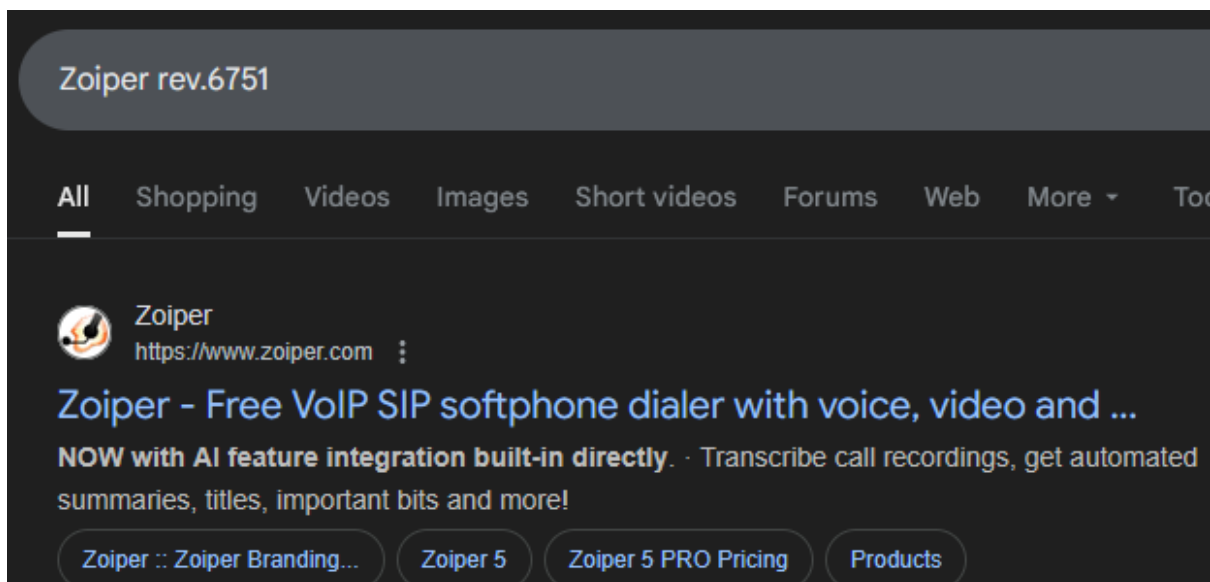 Zoiper rev.6751
All Shopping Videos Images Short videos Forums Web More
Zoiper
https://www.zoiper.com
Zoiper - Free VoIP SIP softphone dialer with voice, video and ...
NOW with AI feature integration built-in directly. · Transcribe call recordings, get automated
summaries, titles, important bits and more!
Zoiper :: Zoiper Branding... Zoiper 5 Zoiper 5 PRO Pricing Products